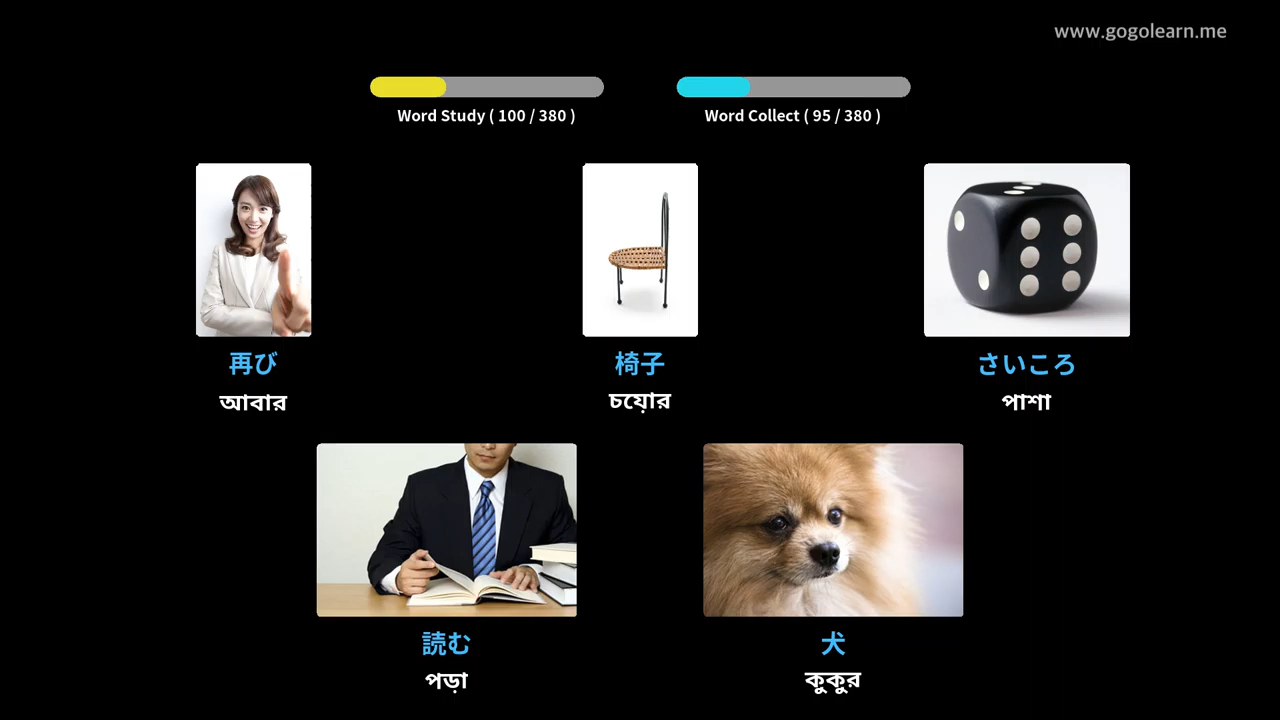 www.gogolearn.me
Word Study ( 100 / 380 )
Word Collect ( 95 / 380 )
再び
আবার
椅子
চয়োর
さいころ
পাশা
読む
পড়া
犬
কুকুর